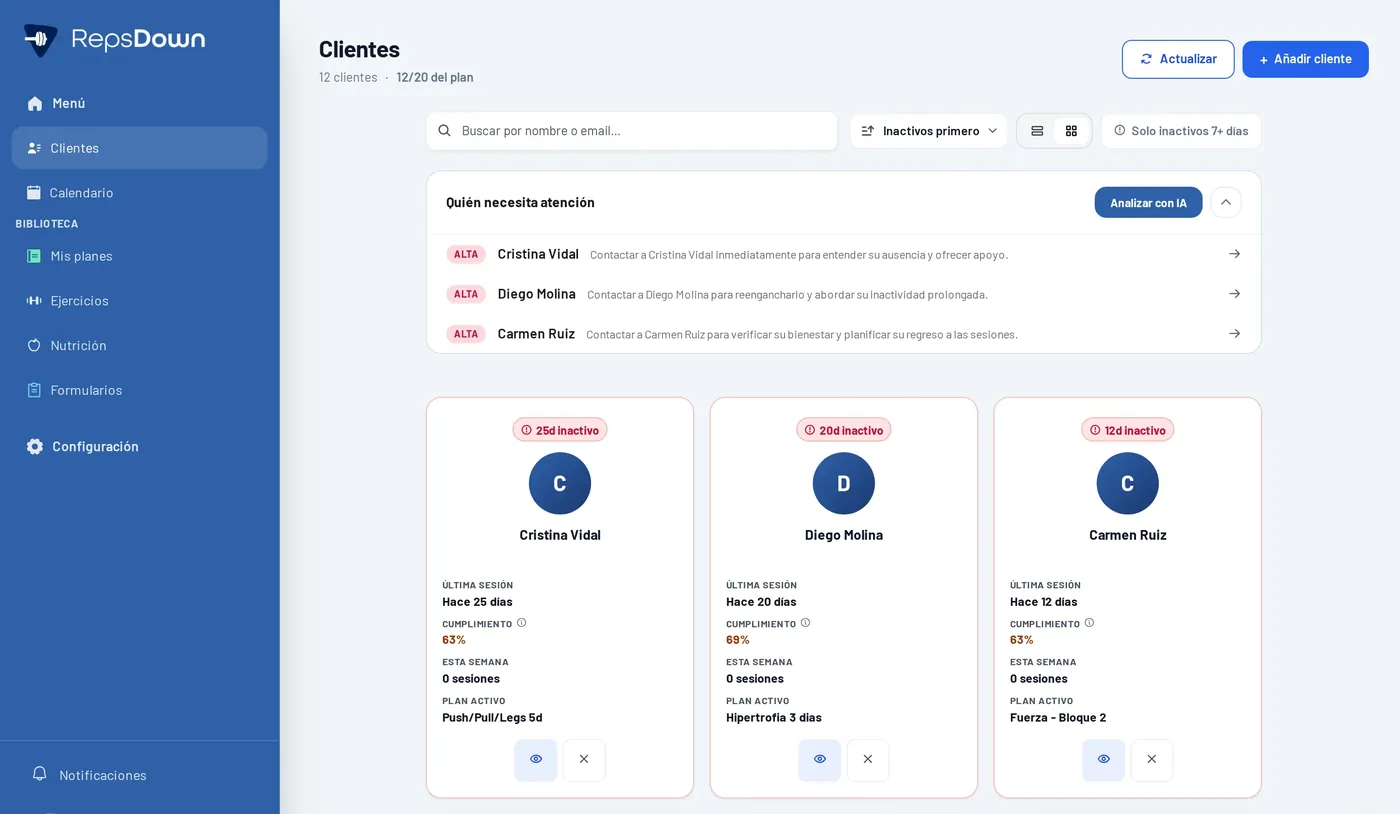 RepsDown
Menú
Clientes
Calendario
BIBLIOTECA
Mis planes
Ejercicios
Nutrición
Formularios
Configuración
Notificaciones
Clientes
12 clientes · 12/20 del plan
Actualizar
+ Añadir cliente
Buscar por nombre o email...
Inactivos primero
Solo inactivos 7+ días
Quién necesita atención
Analizar con IA
ALTA Cristina Vidal Contactar a Cristina Vidal inmediatamente para entender su ausencia y ofrecer apoyo.
ALTA Diego Molina Contactar a Diego Molina para reengancharlo y abordar su inactividad prolongada.
ALTA Carmen Ruiz Contactar a Carmen Ruiz para verificar su bienestar y planificar su regreso a las sesiones.
25d inactivo
C
Cristina Vidal
ÚLTIMA SESIÓN
Hace 25 días
CUMPLIMIENTO
63%
ESTA SEMANA
0 sesiones
PLAN ACTIVO
Push/Pull/Legs 5d
20d inactivo
D
Diego Molina
ÚLTIMA SESIÓN
Hace 20 días
CUMPLIMIENTO
69%
ESTA SEMANA
0 sesiones
PLAN ACTIVO
Hipertrofia 3 dias
12d inactivo
C
Carmen Ruiz
ÚLTIMA SESIÓN
Hace 12 días
CUMPLIMIENTO
63%
ESTA SEMANA
0 sesiones
PLAN ACTIVO
Fuerza - Bloque 2